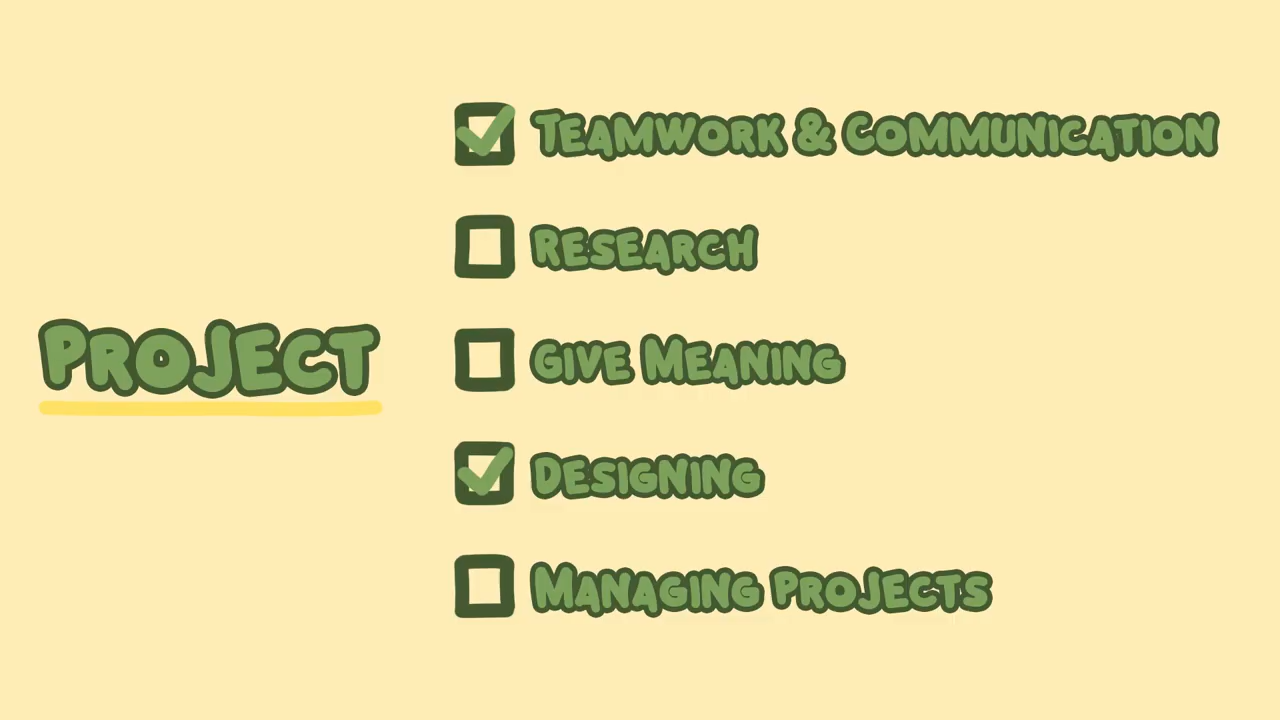 Project
Teamwork & Communication
Research
Give Meaning
Designing
Managing Projects